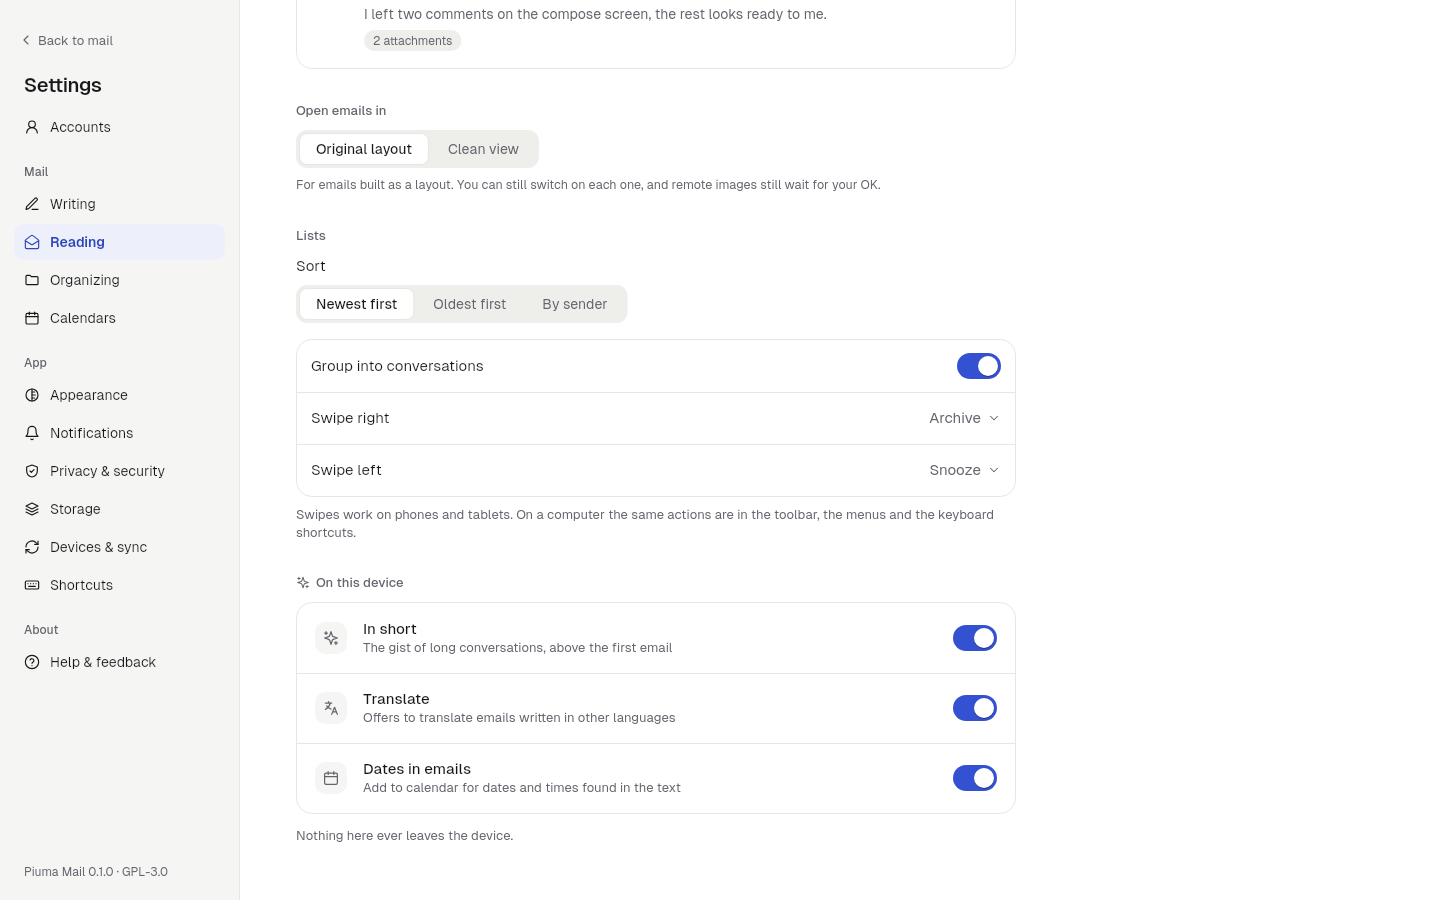 Back to mail
Settings
Accounts
Mail
Writing
Reading
Organizing
Calendars
App
Appearance
Notifications
Privacy & security
Storage
Devices & sync
Shortcuts
About
Help & feedback
Piuma Mail 0.1.0 · GPL-3.0
I left two comments on the compose screen, the rest looks ready to me.
2 attachments
Open emails in
Original layout
Clean view
For emails built as a layout. You can still switch on each one, and remote images still wait for your OK.
Lists
Sort
Newest first
Oldest first
By sender
Group into conversations
Swipe right
Archive
Swipe left
Snooze
Swipes work on phones and tablets. On a computer the same actions are in the toolbar, the menus and the keyboard
shortcuts.
On this device
In short
The gist of long conversations, above the first email
Translate
Offers to translate emails written in other languages
Dates in emails
Add to calendar for dates and times found in the text
Nothing here ever leaves the device.